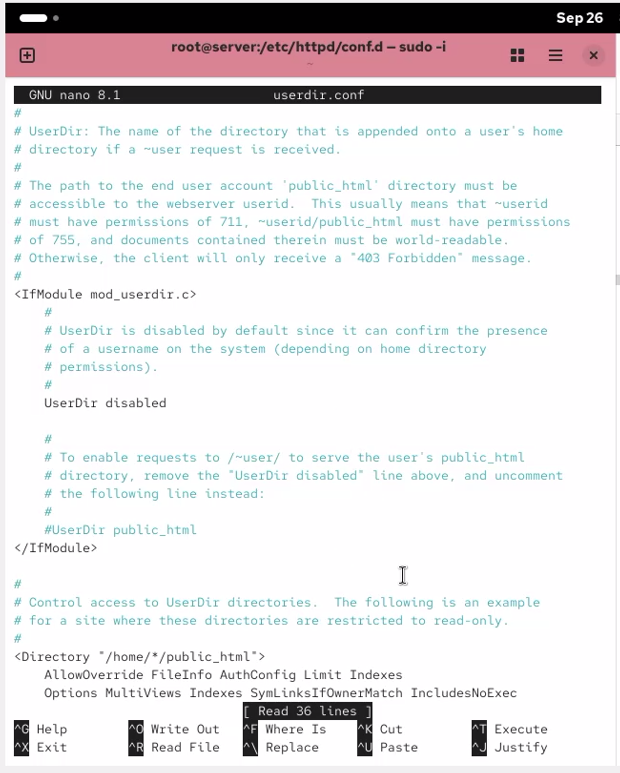 Sep 26
root@server:/etc/httpd/conf.d — sudo -i
~
GNU nano 8.1 userdir.conf
#
# UserDir: The name of the directory that is appended onto a user's home
# directory if a ~user request is received.
#
# The path to the end user account 'public_html' directory must be
# accessible to the webserver userid.  This usually means that ~userid
# must have permissions of 711, ~userid/public_html must have permissions
# of 755, and documents contained therein must be world-readable.
# Otherwise, the client will only receive a "403 Forbidden" message.
#
<IfModule mod_userdir.c>
    #
    # UserDir is disabled by default since it can confirm the presence
    # of a username on the system (depending on home directory
    # permissions).
    #
    UserDir disabled

    #
    # To enable requests to /~user/ to serve the user's public_html
    # directory, remove the "UserDir disabled" line above, and uncomment
    # the following line instead:
    #
    #UserDir public_html
</IfModule>

#
# Control access to UserDir directories.  The following is an example
# for a site where these directories are restricted to read-only.
#
<Directory "/home/*/public_html">
    AllowOverride FileInfo AuthConfig Limit Indexes
    Options MultiViews Indexes SymLinksIfOwnerMatch IncludesNoExec
[ Read 36 lines ]
^G Help ^O Write Out ^F Where Is ^K Cut ^T Execute
^X Exit ^R Read File ^\ Replace ^U Paste ^J Justify